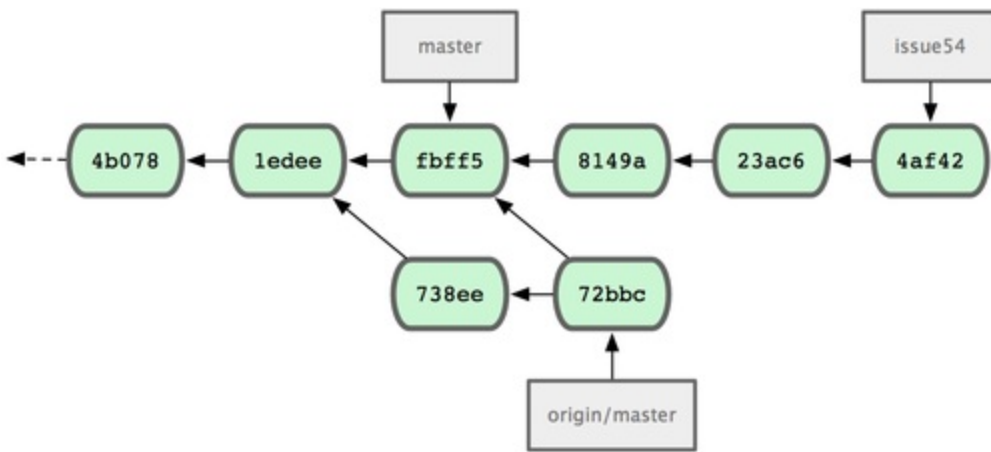 master
issue54
4b078
1edee
fbff5
8149a
23ac6
4af42
738ee
72bbc
origin/master